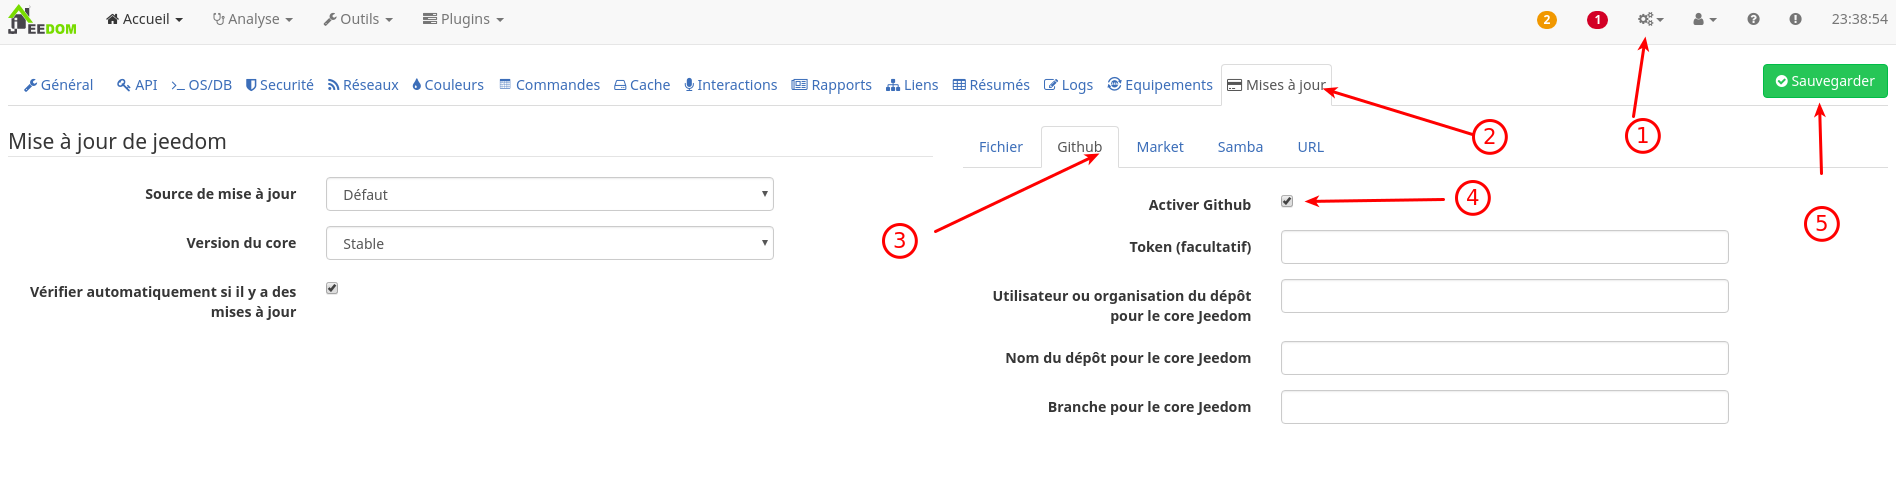 JEEDOM Accueil Analyse Outils Plugins 2 1 23:38:54
Général API OS/DB Securité Réseaux Couleurs Commandes Cache Interactions Rapports Liens Résumés Logs Equipements Mises à jour Sauvegarder
1
2
Mise à jour de jeedom
Fichier Github Market Samba URL
Source de mise à jour Défaut
Activer Github
4
5
Version du core Stable
3
Token (facultatif)
Vérifier automatiquement si il y a des
mises à jour
Utilisateur ou organisation du dépôt
pour le core Jeedom
Nom du dépôt pour le core Jeedom
Branche pour le core Jeedom